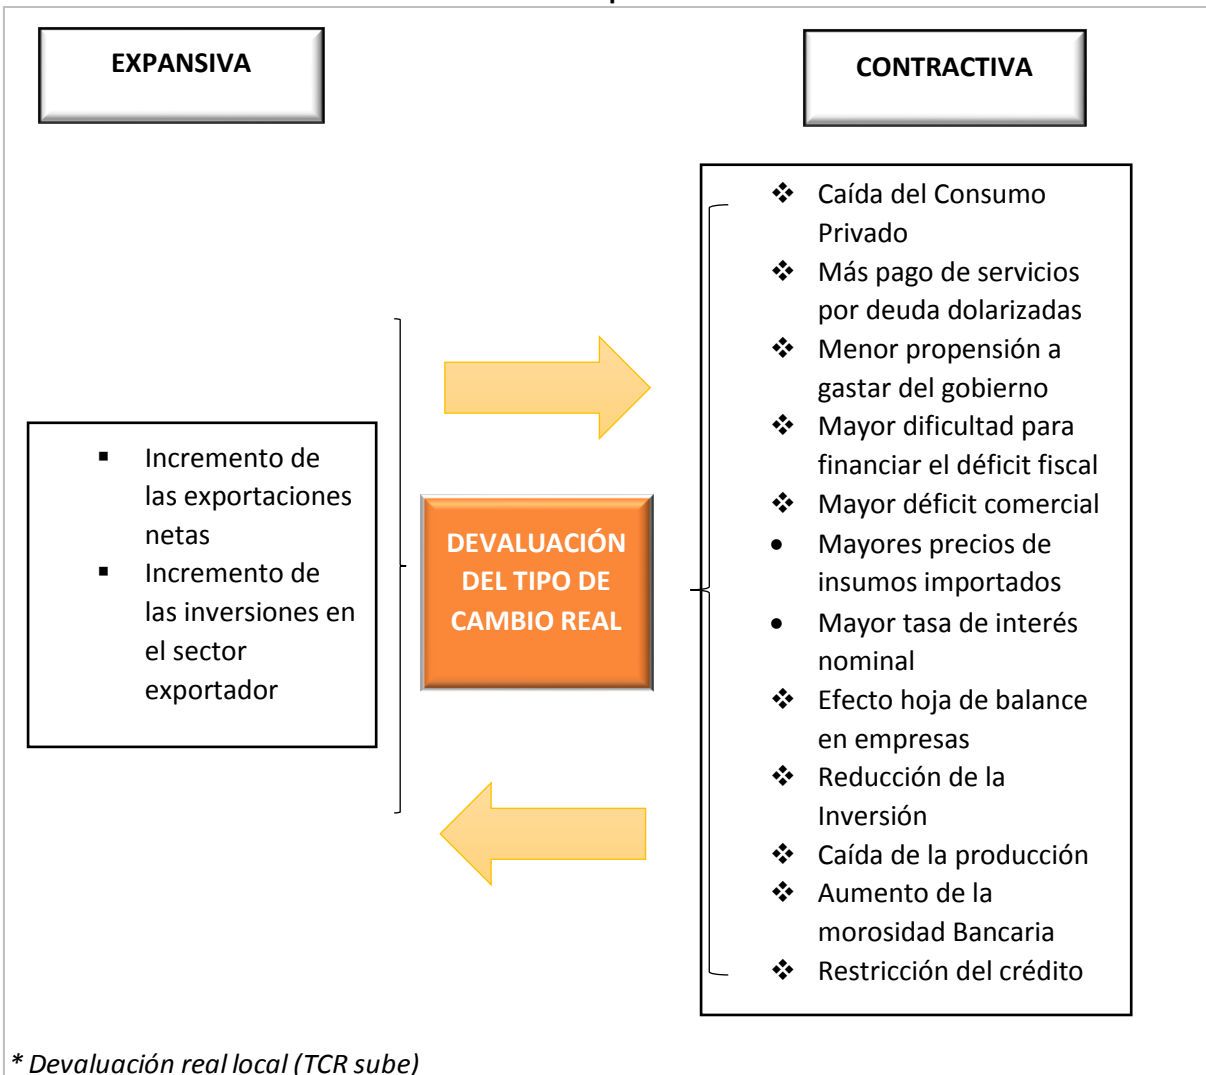 EXPANSIVA
CONTRACTIVA
▪ Incremento de
las exportaciones
netas
▪ Incremento de
las inversiones en
el sector
exportador
DEVALUACIÓN
DEL TIPO DE
CAMBIO REAL
❖ Caída del Consumo
Privado
❖ Más pago de servicios
por deuda dolarizadas
❖ Menor propensión a
gastar del gobierno
❖ Mayor dificultad para
financiar el déficit fiscal
❖ Mayor déficit comercial
• Mayores precios de
insumos importados
• Mayor tasa de interés
nominal
❖ Efecto hoja de balance
en empresas
❖ Reducción de la
Inversión
❖ Caída de la producción
❖ Aumento de la
morosidad Bancaria
❖ Restricción del crédito
* Devaluación real local (TCR sube)